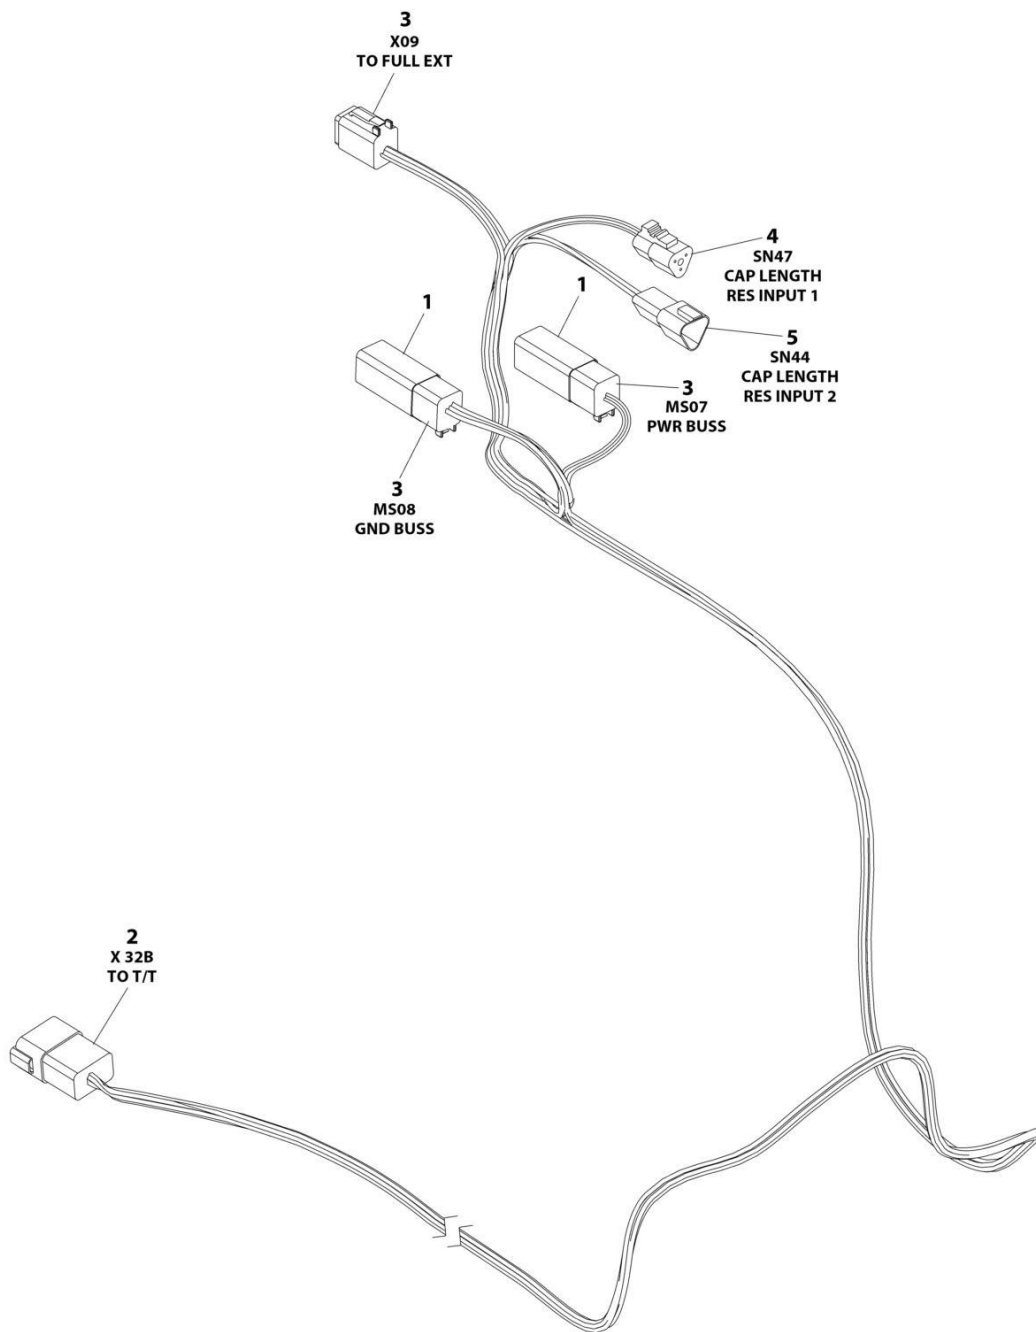 3
X09
TO FULL EXT
4
SN47
CAP LENGTH
RES INPUT 1
1
1
5
SN44
CAP LENGTH
RES INPUT 2
3
MS07
PWR BUSS
3
MS08
GND BUSS
2
X 32B
TO T/T